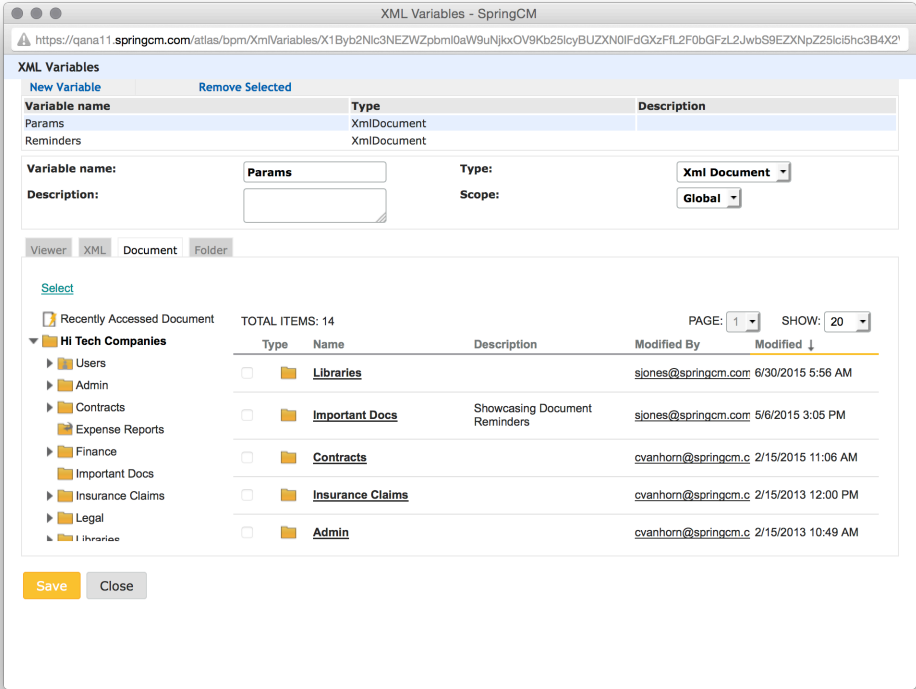 XML Variables - SpringCM
https://qana11.springcm.com/atlas/bpm/XmlVariables/
XML Variables
New Variable Remove Selected
Variable name Type Description
Params XmlDocument
Reminders XmlDocument
Variable name: Params Type: Xml Document
Description: Scope: Global
Viewer XML Document Folder
Select
Recently Accessed Document TOTAL ITEMS: 14 PAGE: 1 SHOW: 20
Hi Tech Companies
Type Name Description Modified By Modified ↓
Users
Libraries sjones@springcm.com 6/30/2015 5:56 AM
Admin
Contracts
Important Docs Showcasing Document Reminders sjones@springcm.com 5/6/2015 3:05 PM
Expense Reports
Finance
Contracts cvanhorn@springcm.c 2/15/2015 11:06 AM
Important Docs
Insurance Claims
Insurance Claims cvanhorn@springcm.c 2/15/2013 12:00 PM
Legal
Libraries
Admin cvanhorn@springcm.c 2/15/2013 10:49 AM
Save Close